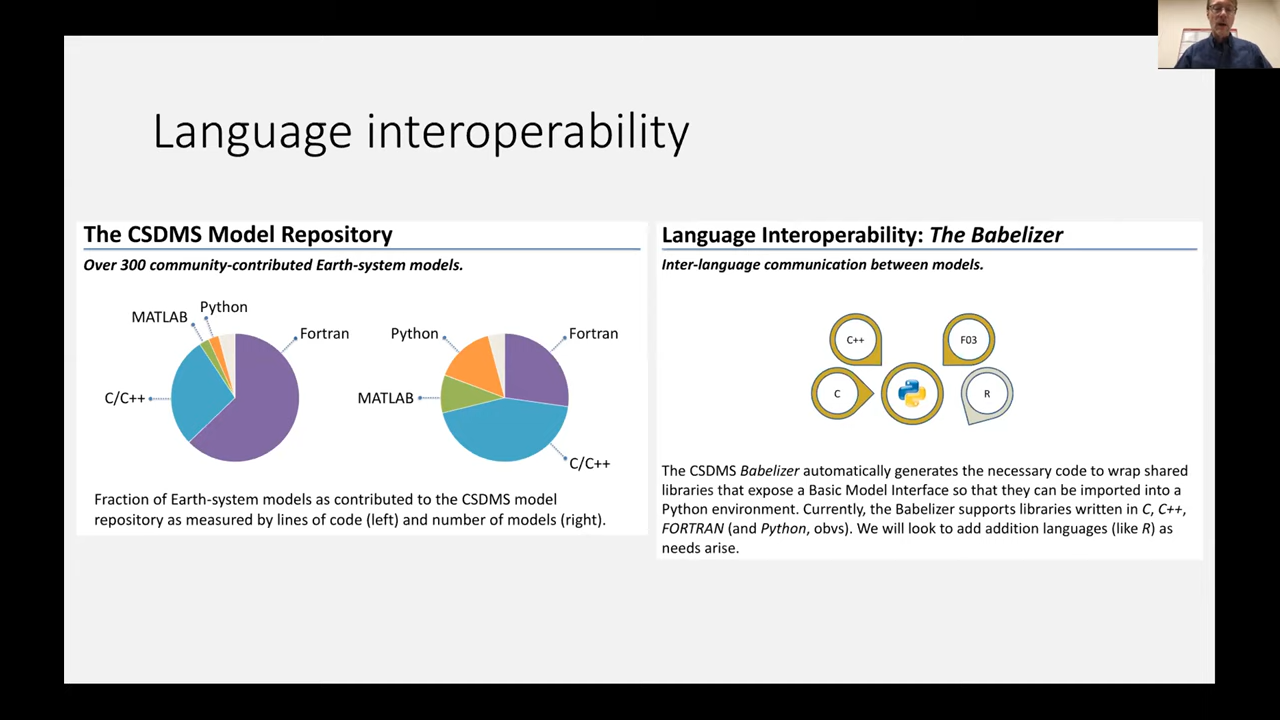 Language interoperability
The CSDMS Model Repository
Over 300 community-contributed Earth-system models.
MATLAB
Python
Fortran
C/C++
Python
Fortran
MATLAB
C/C++
Fraction of Earth-system models as contributed to the CSDMS model
repository as measured by lines of code (left) and number of models (right).
Language Interoperability: The Babelizer
Inter-language communication between models.
C++
F03
C
R
The CSDMS Babelizer automatically generates the necessary code to wrap shared
libraries that expose a Basic Model Interface so that they can be imported into a
Python environment. Currently, the Babelizer supports libraries written in C, C++,
FORTRAN (and Python, obvs). We will look to add addition languages (like R) as
needs arise.